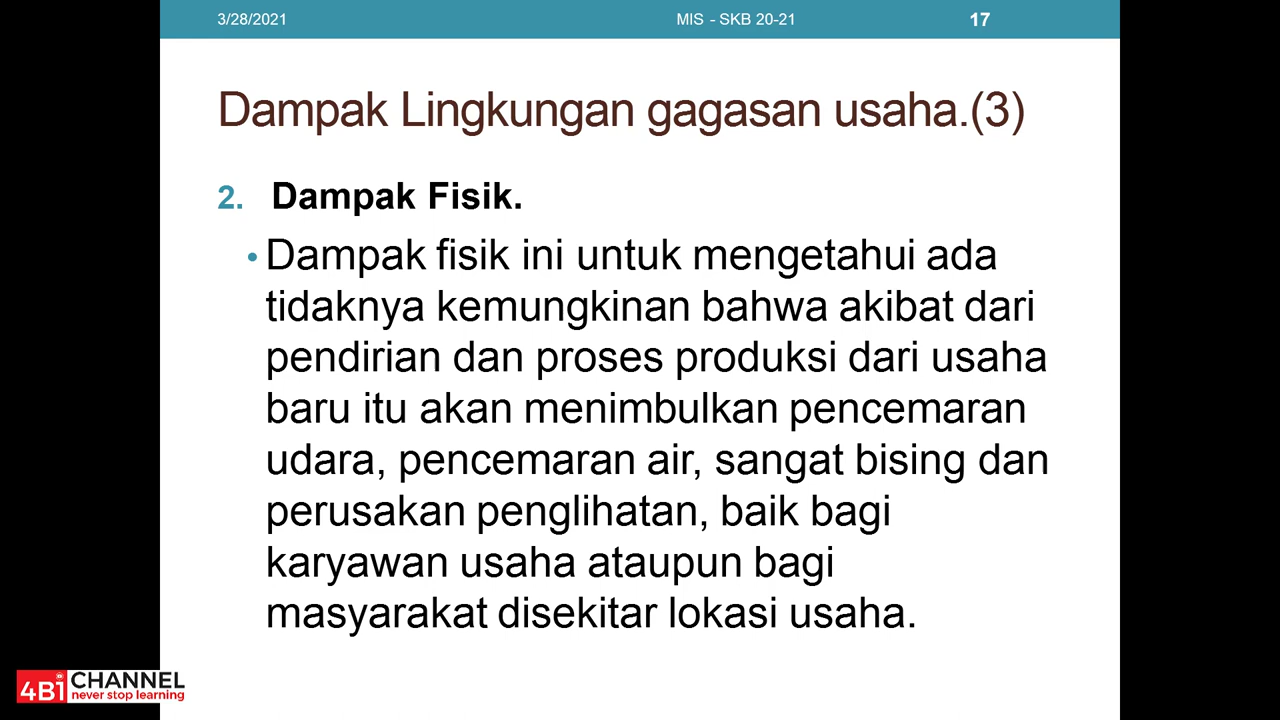 3/28/2021
MIS - SKB 20-21
17
Dampak Lingkungan gagasan usaha.(3)
2. Dampak Fisik.
• Dampak fisik ini untuk mengetahui ada
tidaknya kemungkinan bahwa akibat dari
pendirian dan proses produksi dari usaha
baru itu akan menimbulkan pencemaran
udara, pencemaran air, sangat bising dan
perusakan penglihatan, baik bagi
karyawan usaha ataupun bagi
masyarakat disekitar lokasi usaha.
4Bi CHANNEL
never stop learning